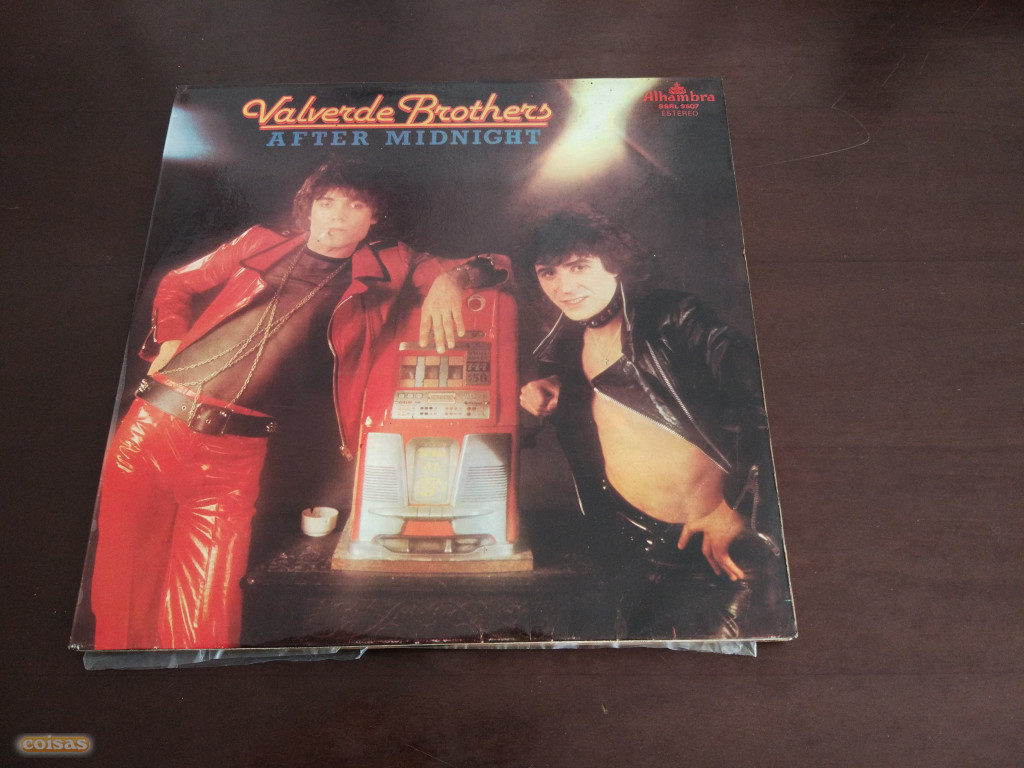 Valverde Brothers
AFTER MIDNIGHT
Alhambra
ESTEREO
coisas